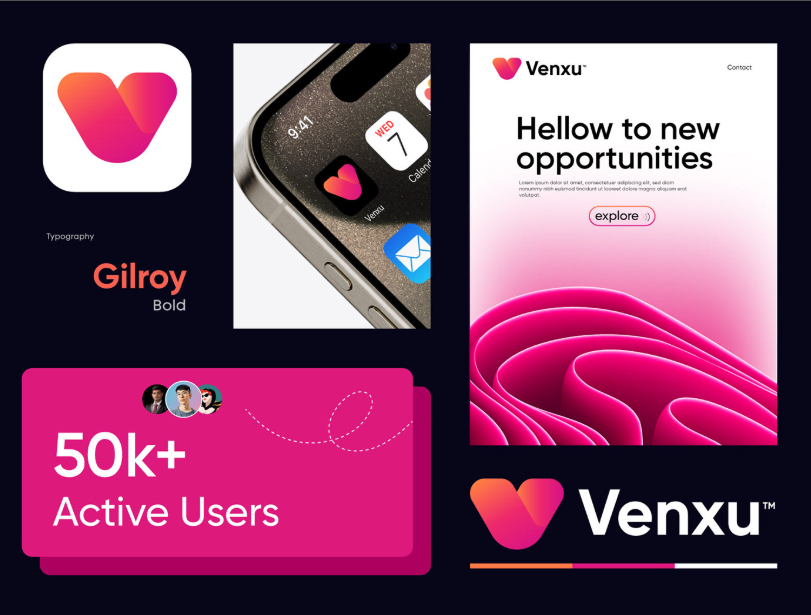 Typography
Gilroy
Bold
9:41
WED
7
Calend
Venxu
Venxu™
Contact
Hellow to new
opportunities
Lorem ipsum dolor sit amet, consectetuer adipiscing elit, sed diam
nonummy nibh euismod tincidunt ut laoreet dolore magna aliquam erat
volutpat.
explore
50k+
Active Users
Venxu™